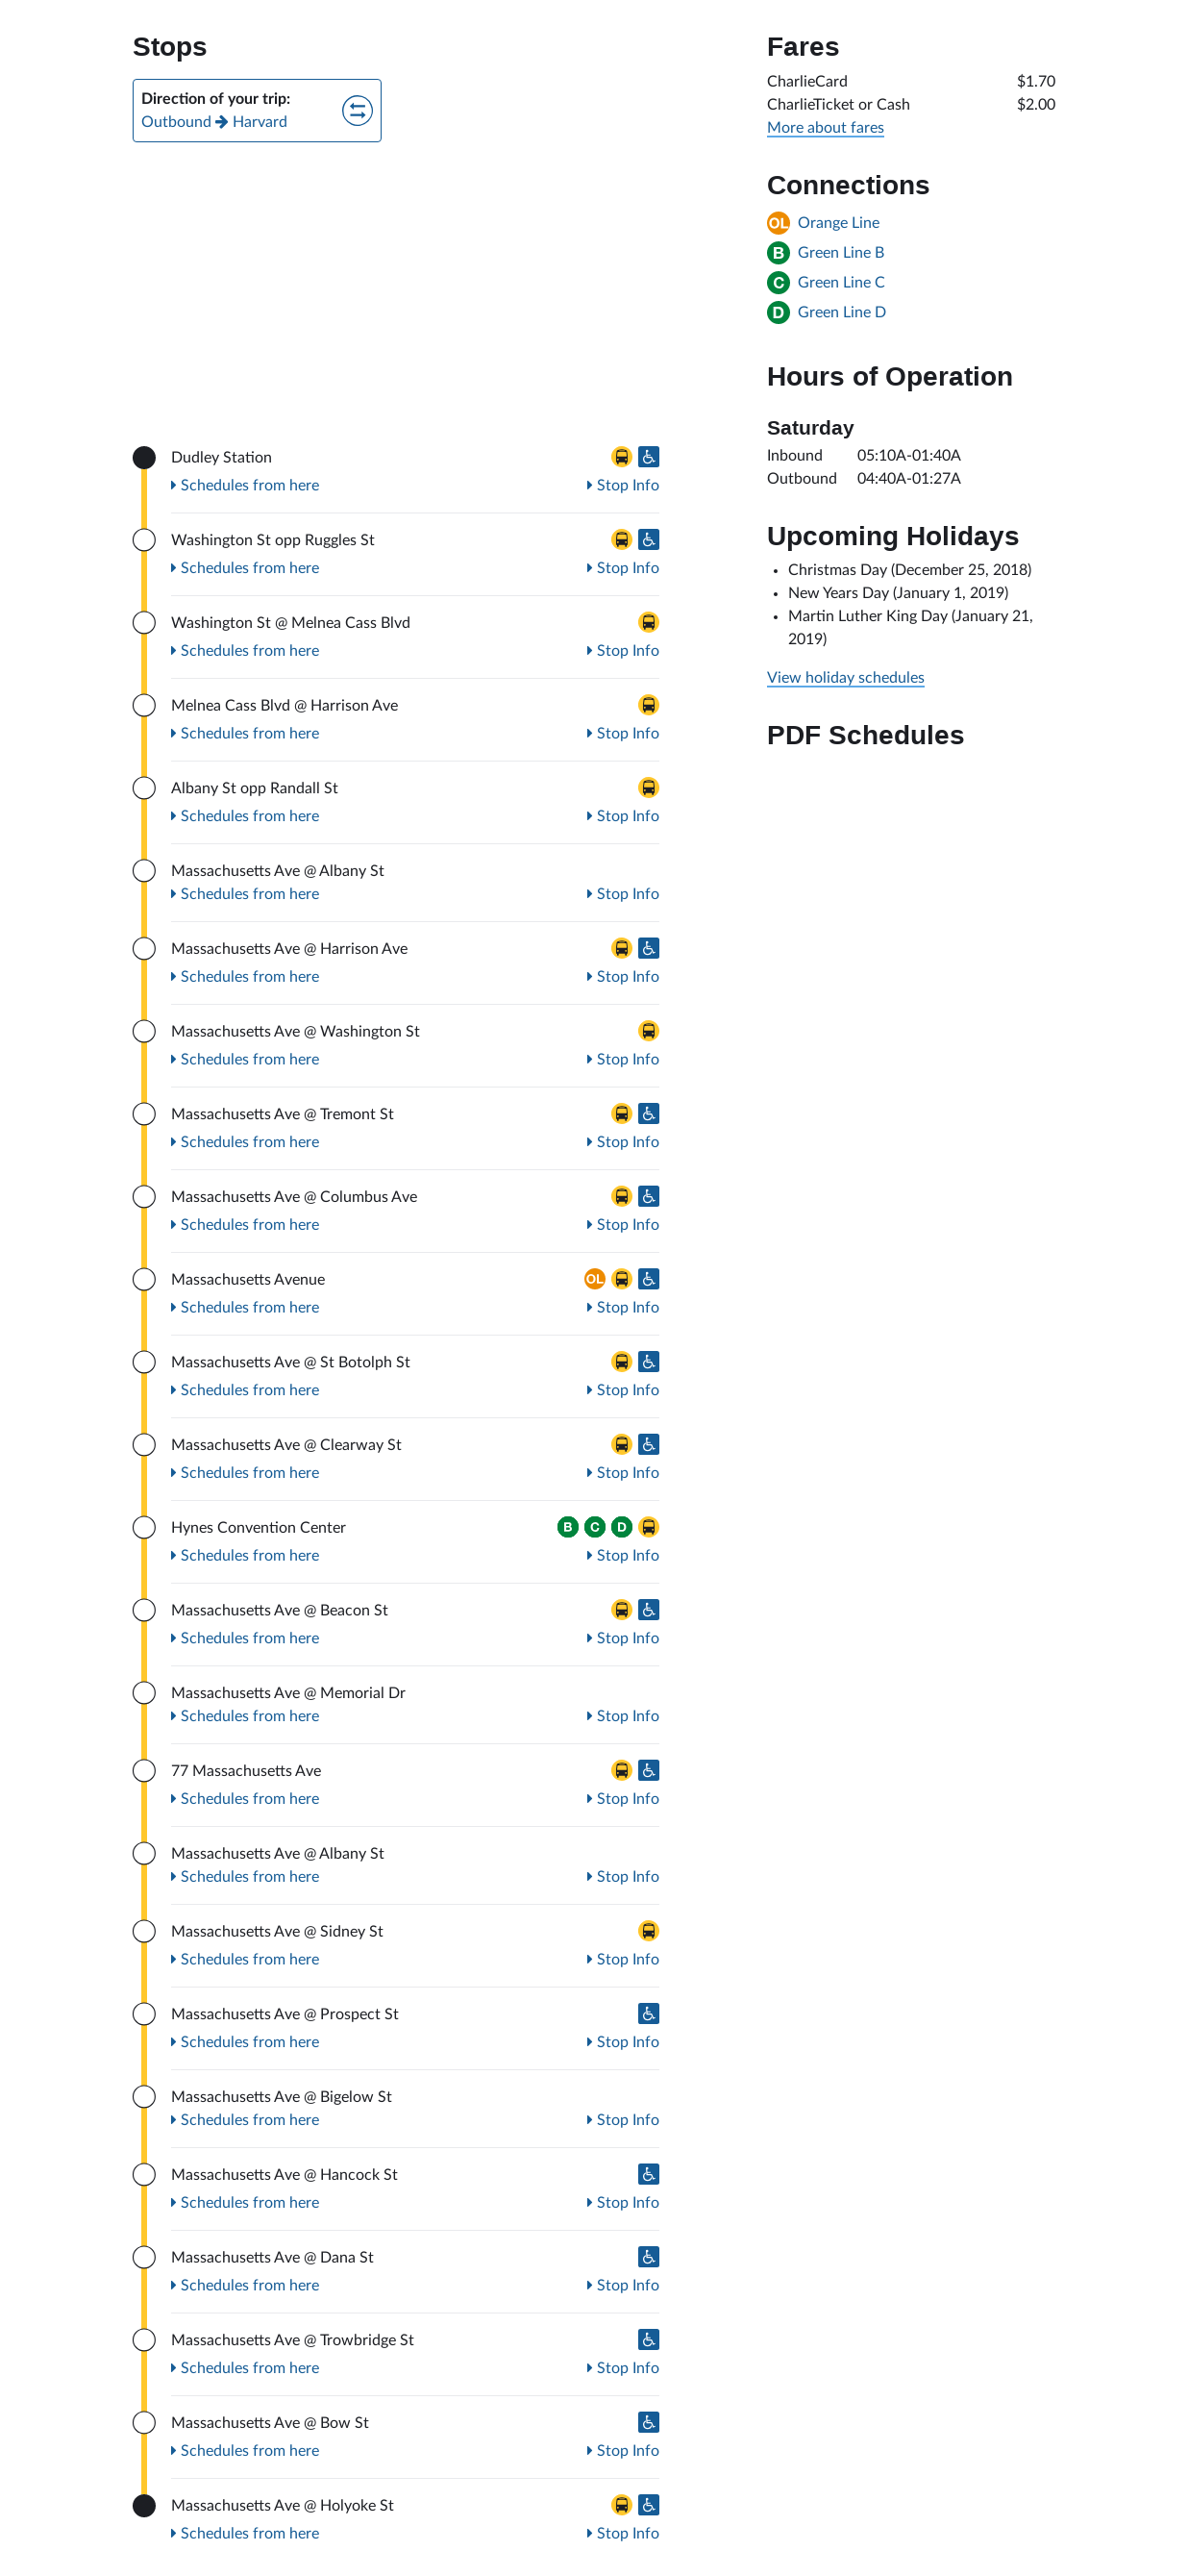 Stops
Direction of your trip:
Outbound Harvard
Dudley Station
Schedules from here Stop Info
Washington St opp Ruggles St
Schedules from here Stop Info
Washington St @ Melnea Cass Blvd
Schedules from here Stop Info
Melnea Cass Blvd @ Harrison Ave
Schedules from here Stop Info
Albany St opp Randall St
Schedules from here Stop Info
Massachusetts Ave @ Albany St
Schedules from here Stop Info
Massachusetts Ave @ Harrison Ave
Schedules from here Stop Info
Massachusetts Ave @ Washington St
Schedules from here Stop Info
Massachusetts Ave @ Tremont St
Schedules from here Stop Info
Massachusetts Ave @ Columbus Ave
Schedules from here Stop Info
Massachusetts Avenue OL
Schedules from here Stop Info
Massachusetts Ave @ St Botolph St
Schedules from here Stop Info
Massachusetts Ave @ Clearway St
Schedules from here Stop Info
Hynes Convention Center B C D
Schedules from here Stop Info
Massachusetts Ave @ Beacon St
Schedules from here Stop Info
Massachusetts Ave @ Memorial Dr
Schedules from here Stop Info
77 Massachusetts Ave
Schedules from here Stop Info
Massachusetts Ave @ Albany St
Schedules from here Stop Info
Massachusetts Ave @ Sidney St
Schedules from here Stop Info
Massachusetts Ave @ Prospect St
Schedules from here Stop Info
Massachusetts Ave @ Bigelow St
Schedules from here Stop Info
Massachusetts Ave @ Hancock St
Schedules from here Stop Info
Massachusetts Ave @ Dana St
Schedules from here Stop Info
Massachusetts Ave @ Trowbridge St
Schedules from here Stop Info
Massachusetts Ave @ Bow St
Schedules from here Stop Info
Massachusetts Ave @ Holyoke St
Schedules from here Stop Info
Fares
CharlieCard $1.70
CharlieTicket or Cash $2.00
More about fares
Connections
OL Orange Line
B Green Line B
C Green Line C
D Green Line D
Hours of Operation
Saturday
Inbound 05:10A-01:40A
Outbound 04:40A-01:27A
Upcoming Holidays
• Christmas Day (December 25, 2018)
• New Years Day (January 1, 2019)
• Martin Luther King Day (January 21,
2019)
View holiday schedules
PDF Schedules